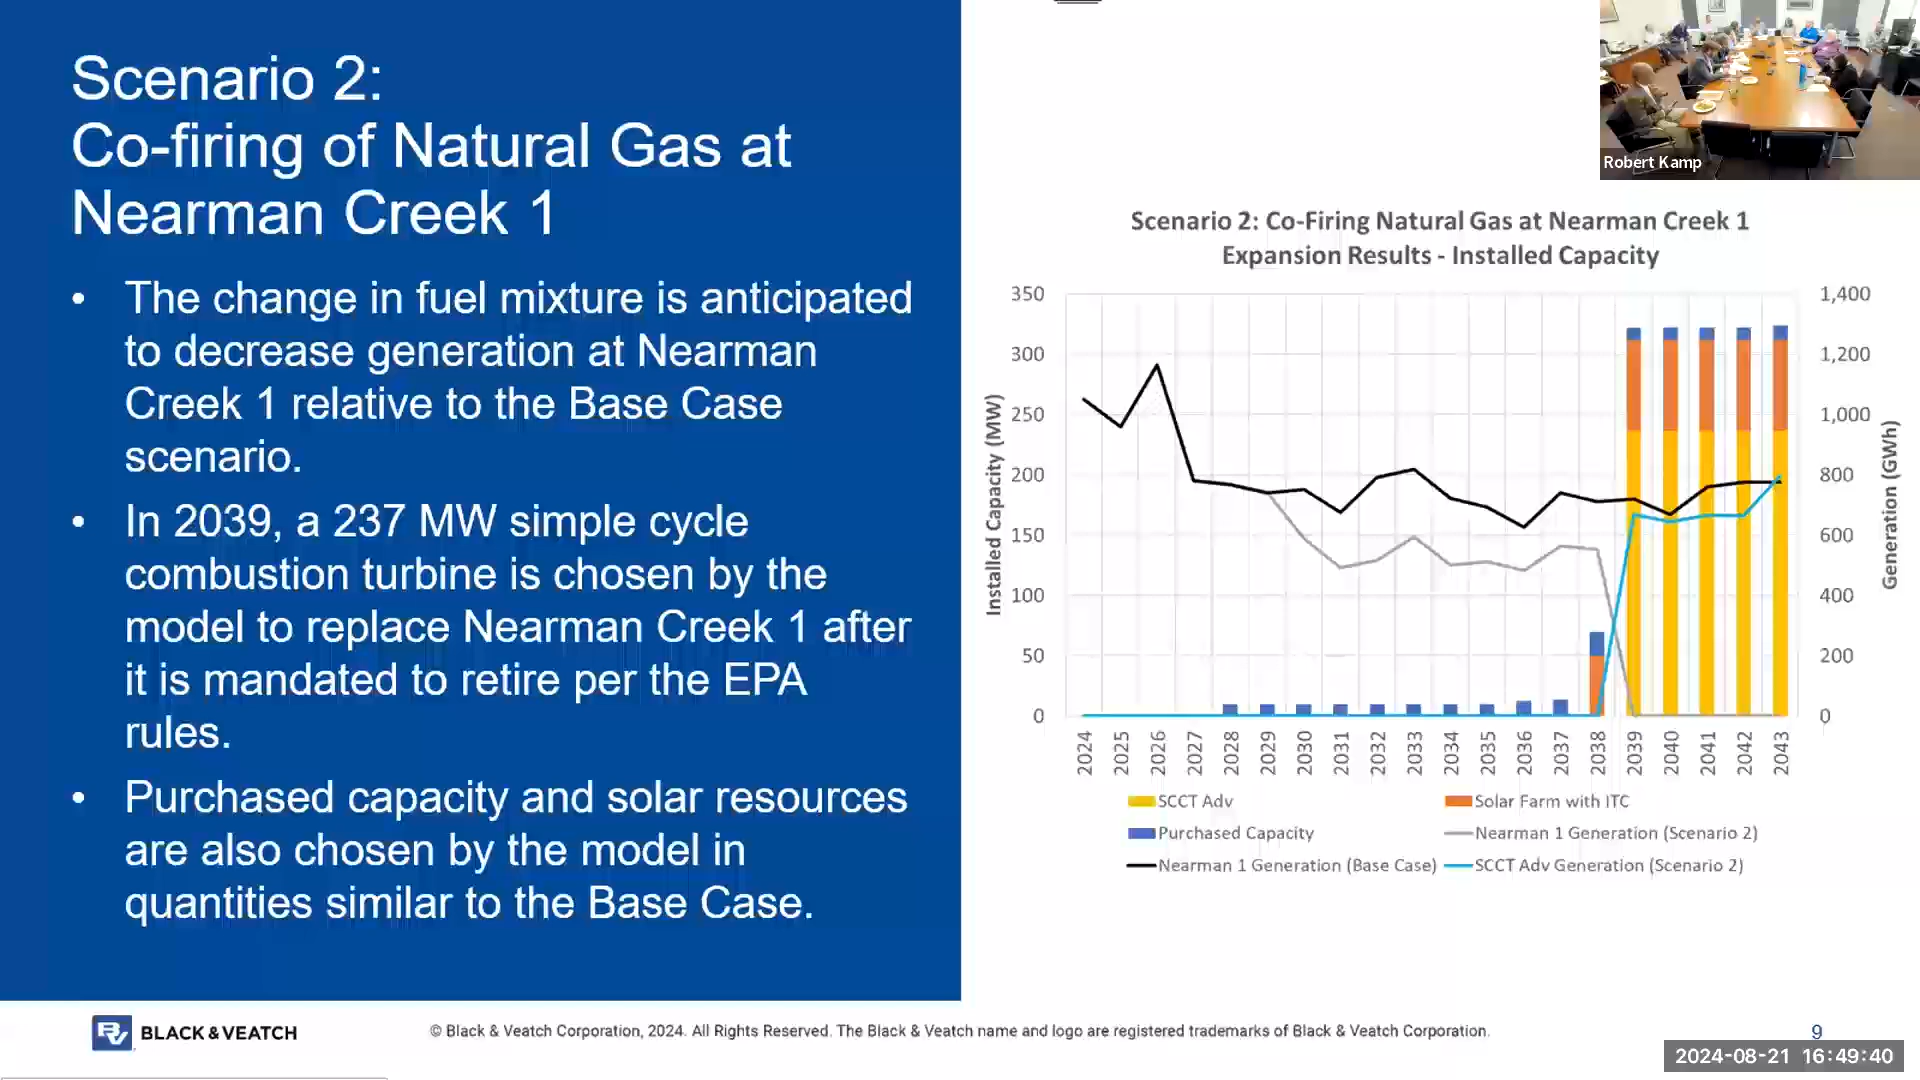 Scenario 2:
Co-firing of Natural Gas at
Nearman Creek 1
• The change in fuel mixture is anticipated
to decrease generation at Nearman
Creek 1 relative to the Base Case
scenario.
• In 2039, a 237 MW simple cycle
combustion turbine is chosen by the
model to replace Nearman Creek 1 after
it is mandated to retire per the EPA
rules.
• Purchased capacity and solar resources
are also chosen by the model in
quantities similar to the Base Case.
Robert Kamp
Scenario 2: Co-Firing Natural Gas at Nearman Creek 1
Expansion Results - Installed Capacity
Installed Capacity (MW)
350
300
250
200
150
100
50
0
1,400
1,200
1,000
800
600
400
200
0
Generation (GWh)
2024 2025 2026 2027 2028 2029 2030 2031 2032 2033 2034 2035 2036 2037 2038 2039 2040 2041 2042 2043
SCCT Adv Solar Farm with ITC
Purchased Capacity Nearman 1 Generation (Scenario 2)
Nearman 1 Generation (Base Case) SCCT Adv Generation (Scenario 2)
BLACK & VEATCH
© Black & Veatch Corporation, 2024. All Rights Reserved. The Black & Veatch name and logo are registered trademarks of Black & Veatch Corporation.
9
2024-08-21 16:49:40